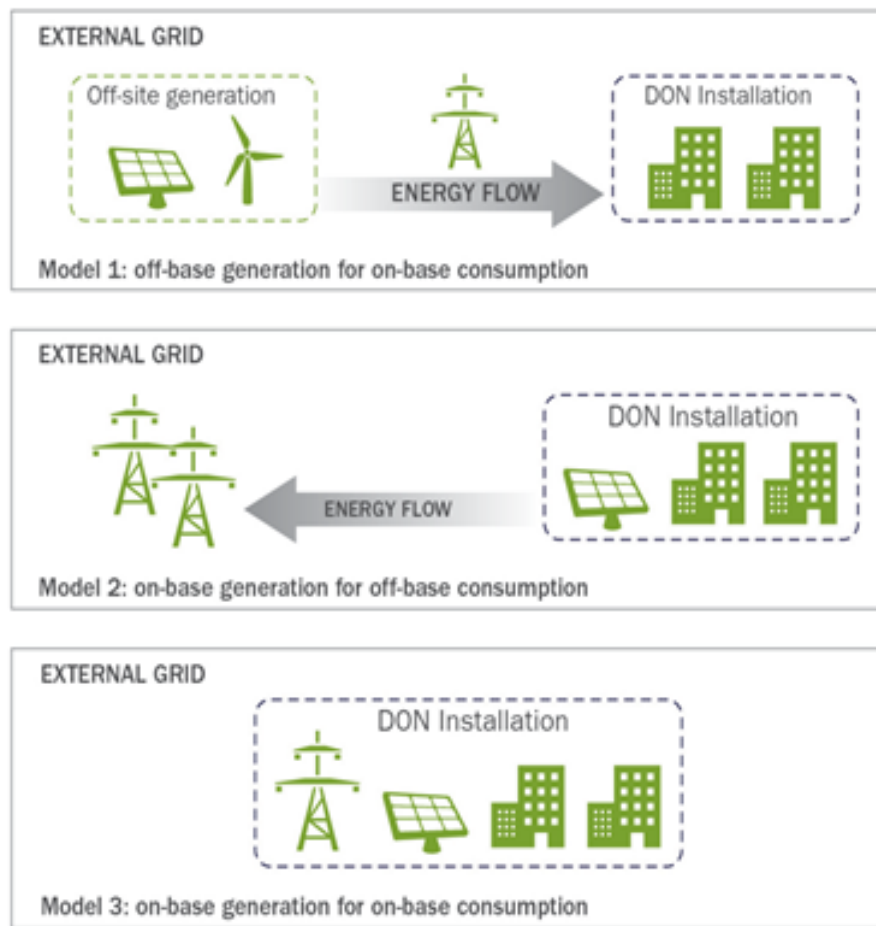 EXTERNAL GRID
Off-site generation
DON Installation
ENERGY FLOW
Model 1: off-base generation for on-base consumption
EXTERNAL GRID
DON Installation
ENERGY FLOW
Model 2: on-base generation for off-base consumption
EXTERNAL GRID
DON Installation
Model 3: on-base generation for on-base consumption